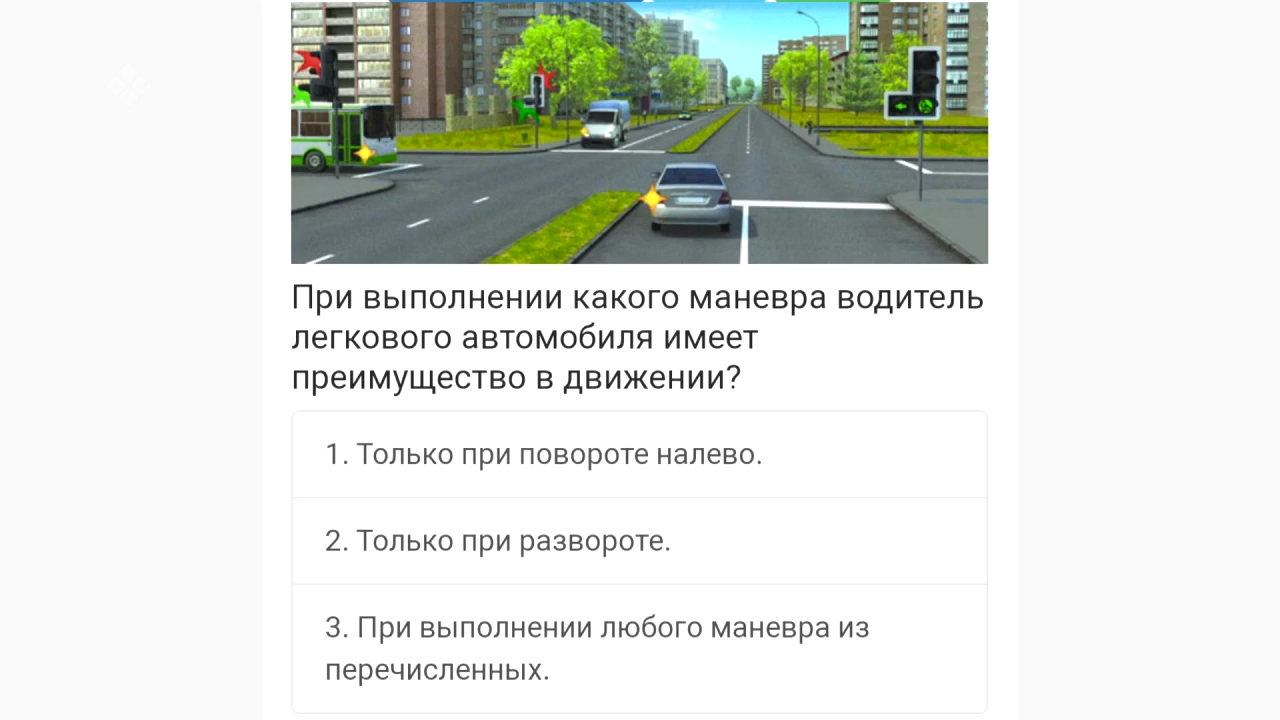 При выполнении какого маневра водитель
легкового автомобиля имеет
преимущество в движении?
1. Только при повороте налево.
2. Только при развороте.
3. При выполнении любого маневра из
перечисленных.